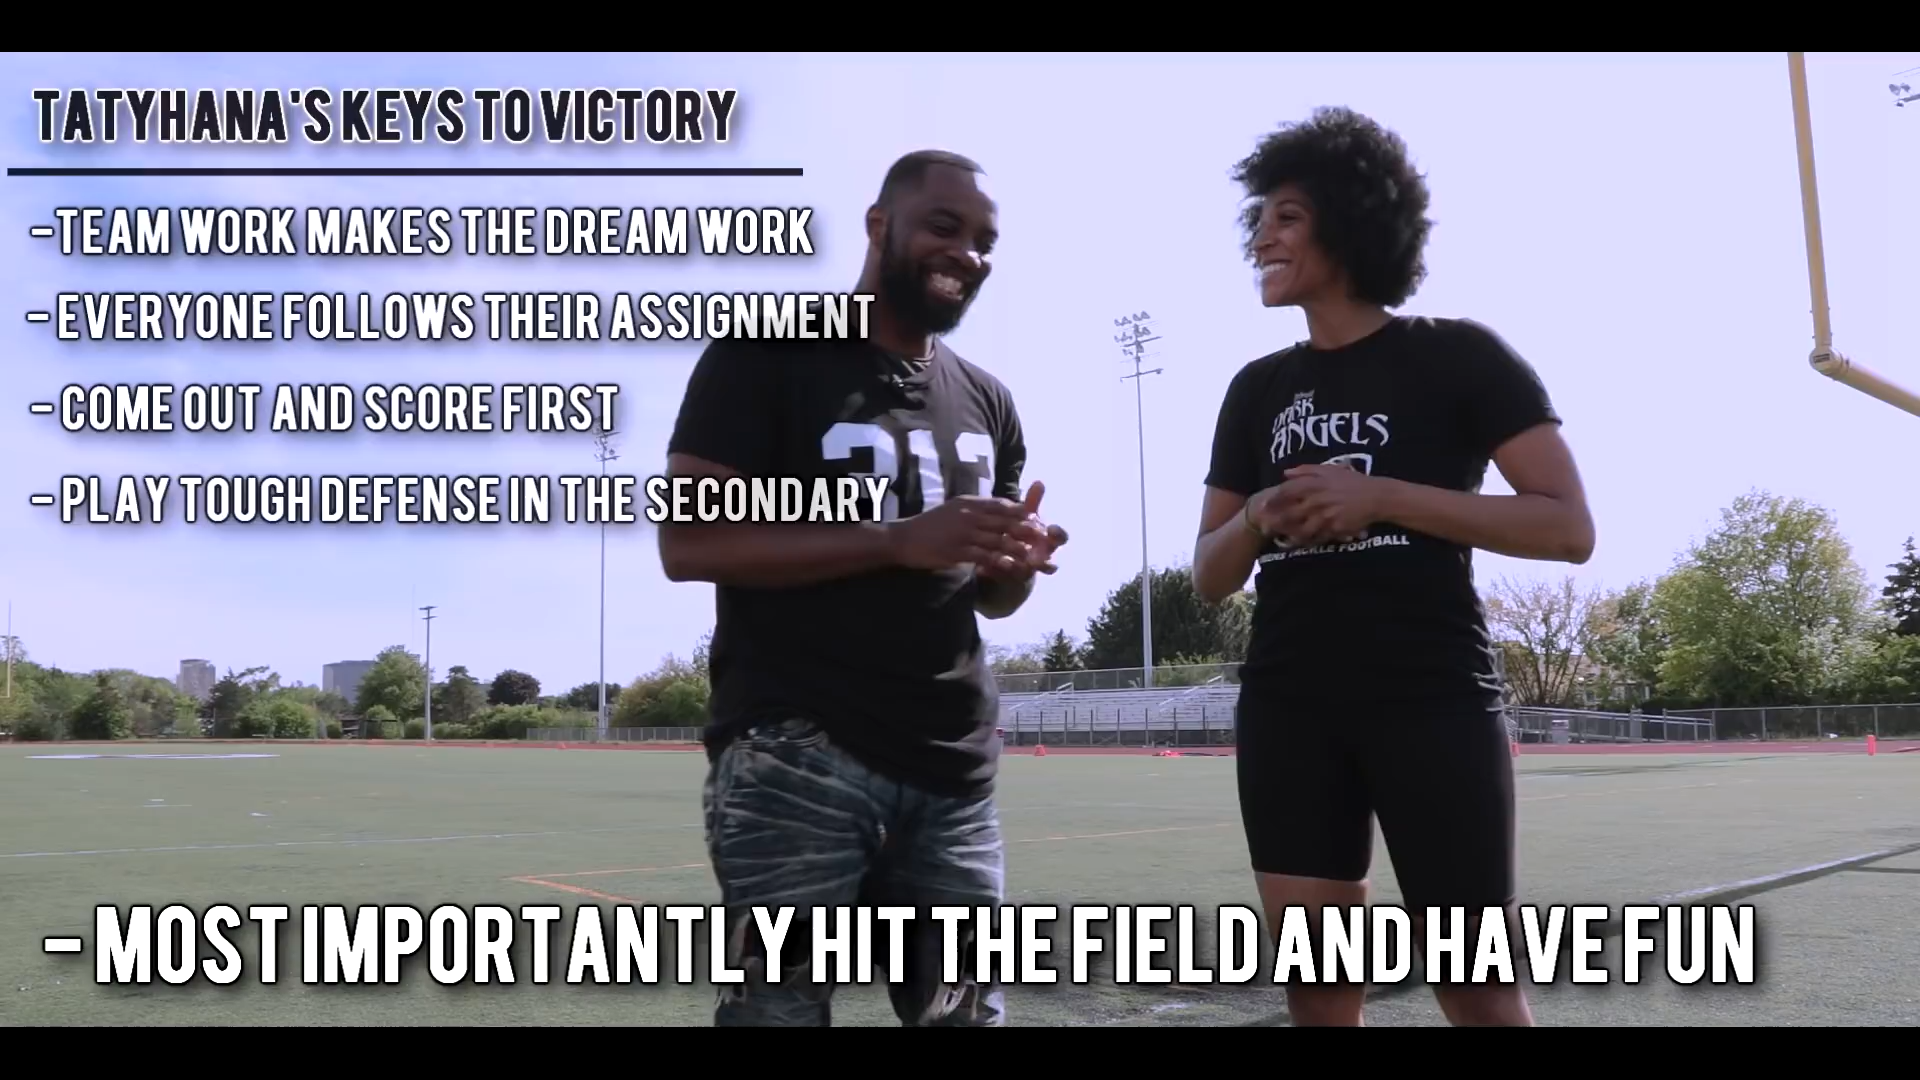 TATYHANA'S KEYS TO VICTORY
-TEAM WORK MAKES THE DREAM WORK
- EVERYONE FOLLOWS THEIR ASSIGNMENT
- COME OUT AND SCORE FIRST
- PLAY TOUGH DEFENSE IN THE SECONDARY
313
DARK
ANGELS
TACKLE FOOTBALL
- MOST IMPORTANTLY HIT THE FIELD AND HAVE FUN